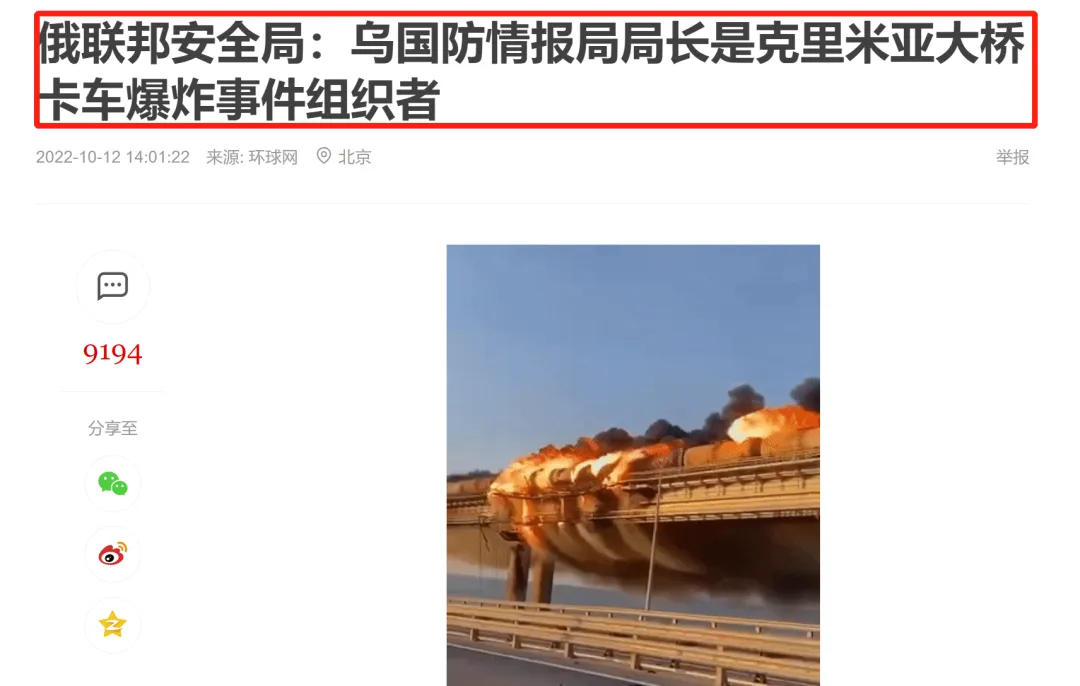 俄联邦安全局：乌国防情报局局长是克里米亚大桥
卡车爆炸事件组织者
2022-10-12 14:01:22 来源: 环球网 北京
举报
9194
分享至